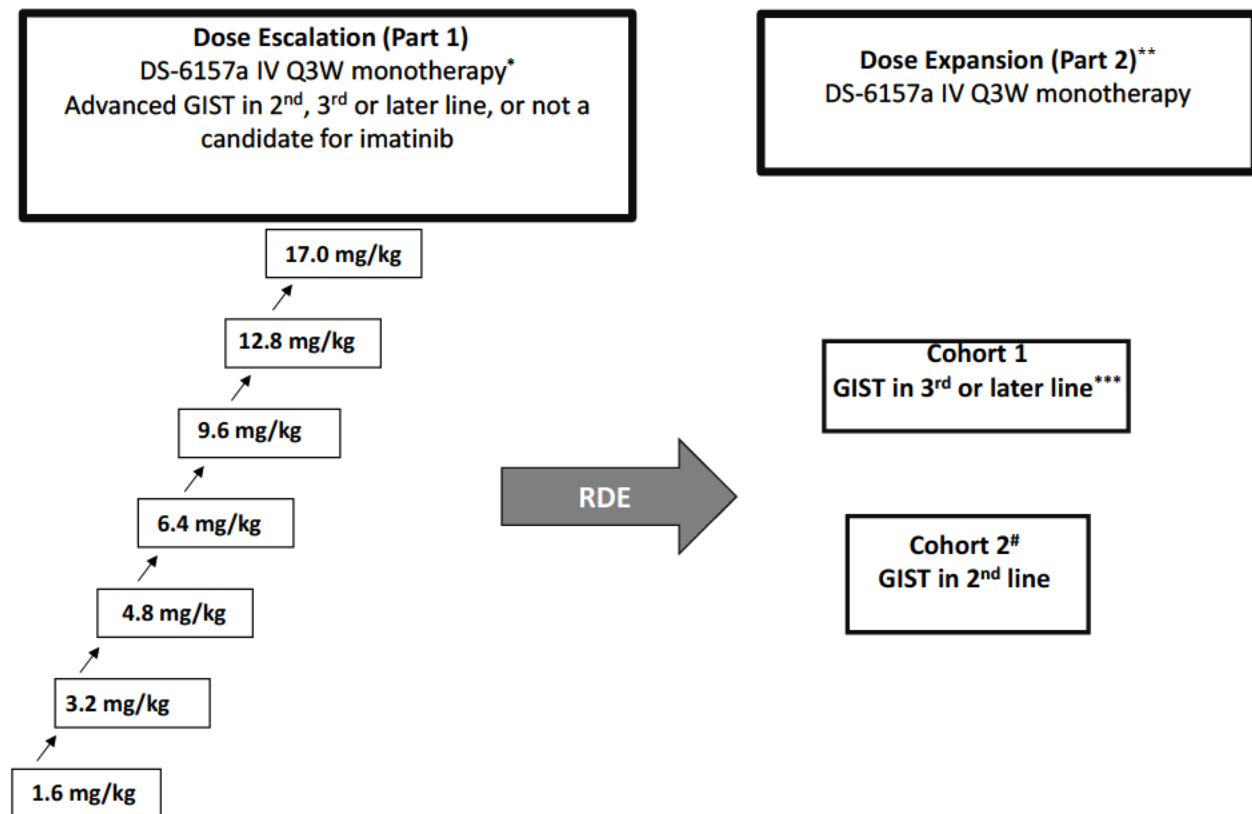 Dose Escalation (Part 1)
DS-6157a IV Q3W monotherapy*
Advanced GIST in 2nd, 3rd or later line, or not a
candidate for imatinib
17.0 mg/kg
12.8 mg/kg
9.6 mg/kg
6.4 mg/kg
4.8 mg/kg
3.2 mg/kg
1.6 mg/kg
RDE
Dose Expansion (Part 2)**
DS-6157a IV Q3W monotherapy
Cohort 1
GIST in 3rd or later line***
Cohort 2#
GIST in 2nd line